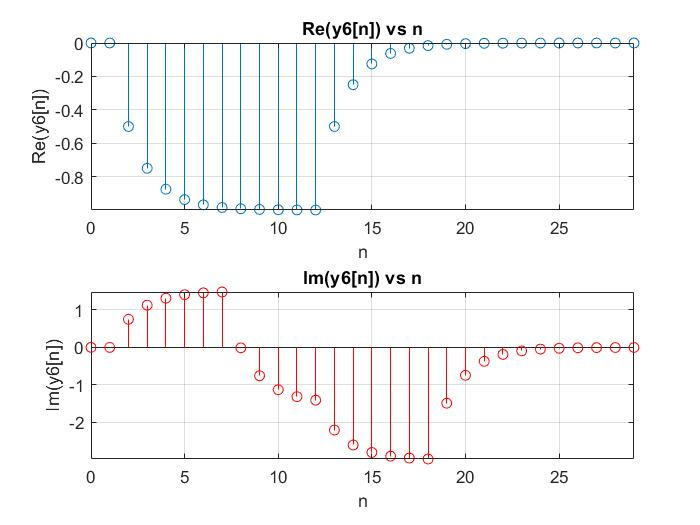 Re(y6[n]) vs n
0
-0.2
-0.4
-0.6
-0.8
Re(y6[n])
0 5 10 15 20 25
n
Im(y6[n]) vs n
1
0
-1
-2
Im(y6[n])
0 5 10 15 20 25
n